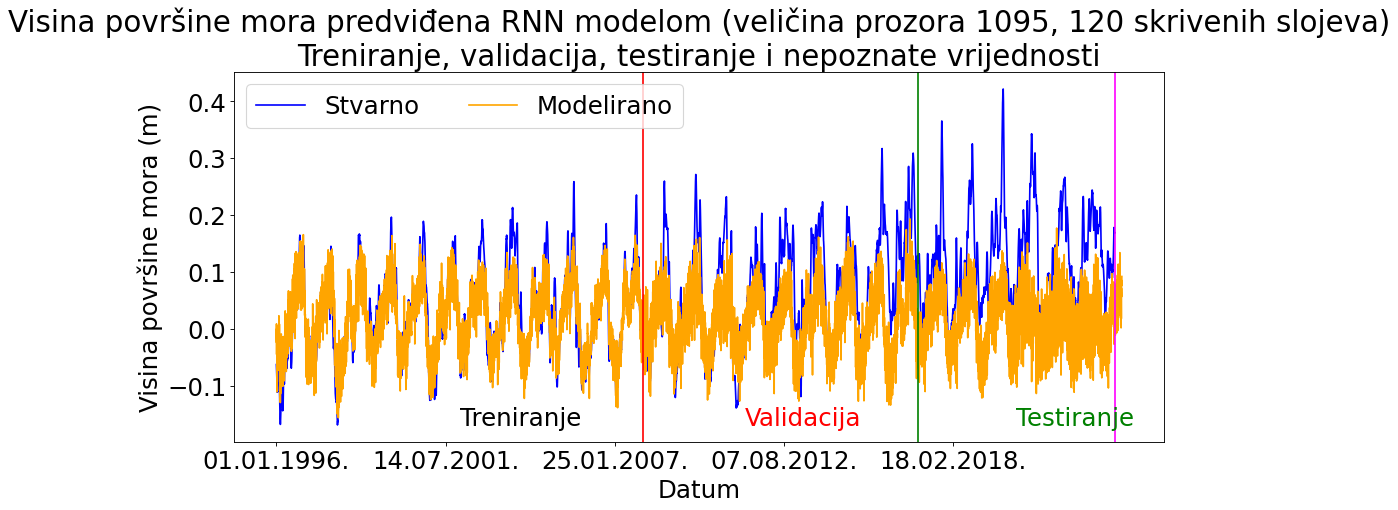 Visina površine mora predviđena RNN modelom (veličina prozora 1095, 120 skrivenih slojeva)
Treniranje, validacija, testiranje i nepoznate vrijednosti
Stvarno Modelirano
Visina površine mora (m)
0.4
0.3
0.2
0.1
0.0
−0.1
Treniranje Validacija Testiranje
01.01.1996. 14.07.2001. 25.01.2007. 07.08.2012. 18.02.2018.
Datum